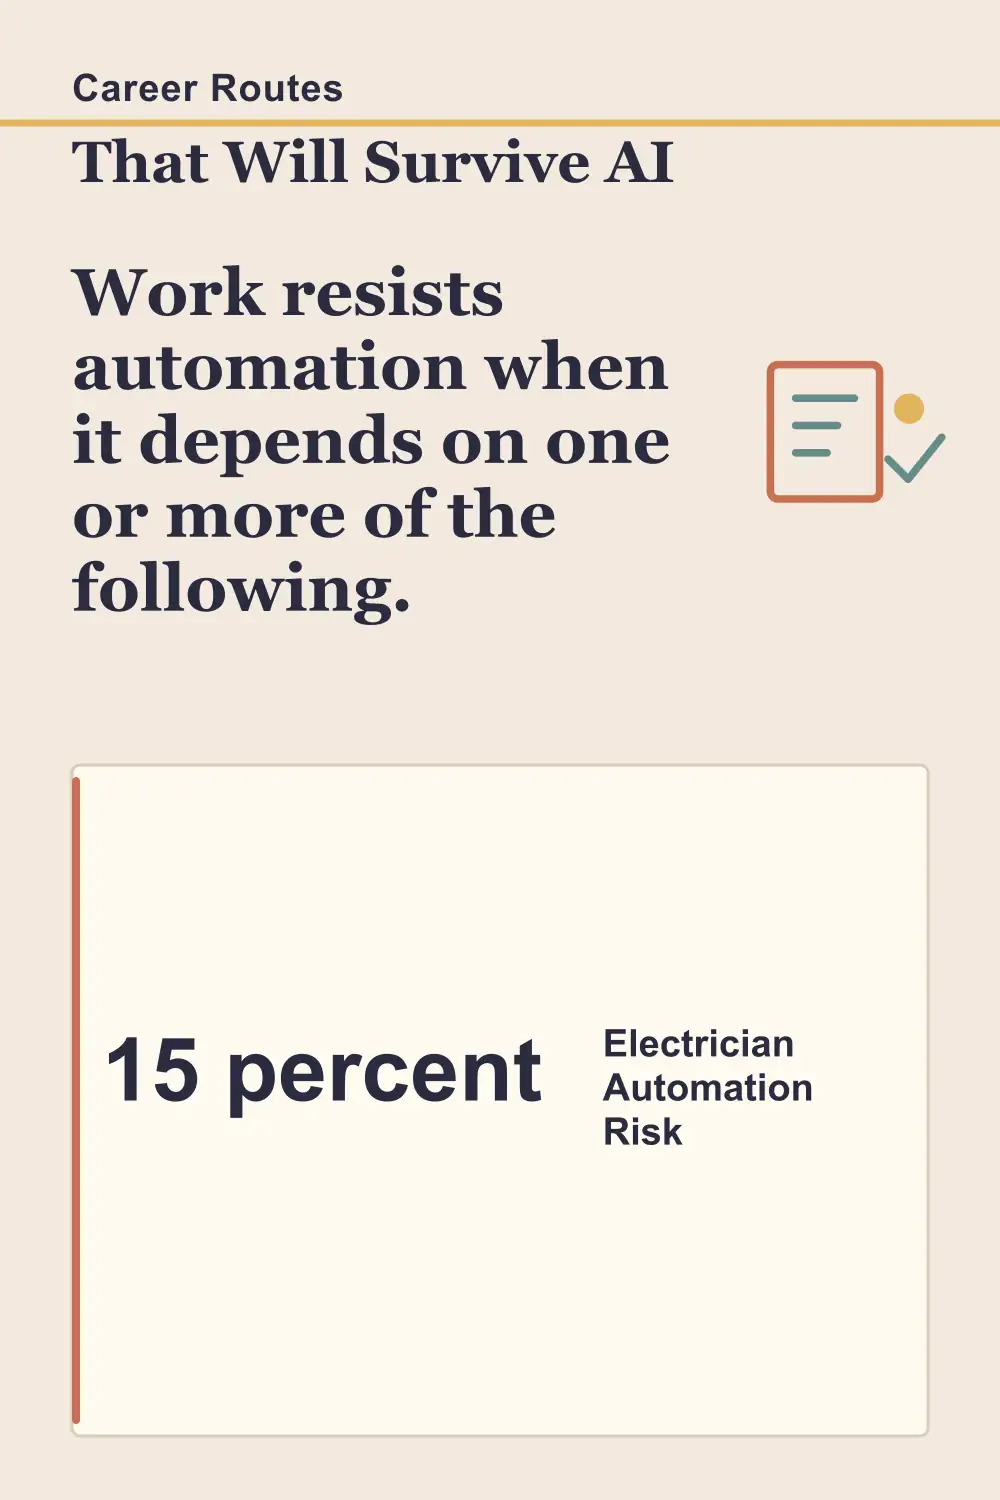 Career Routes
That Will Survive AI
Work resists
automation when
it depends on one
or more of the
following.
15 percent
Electrician
Automation
Risk